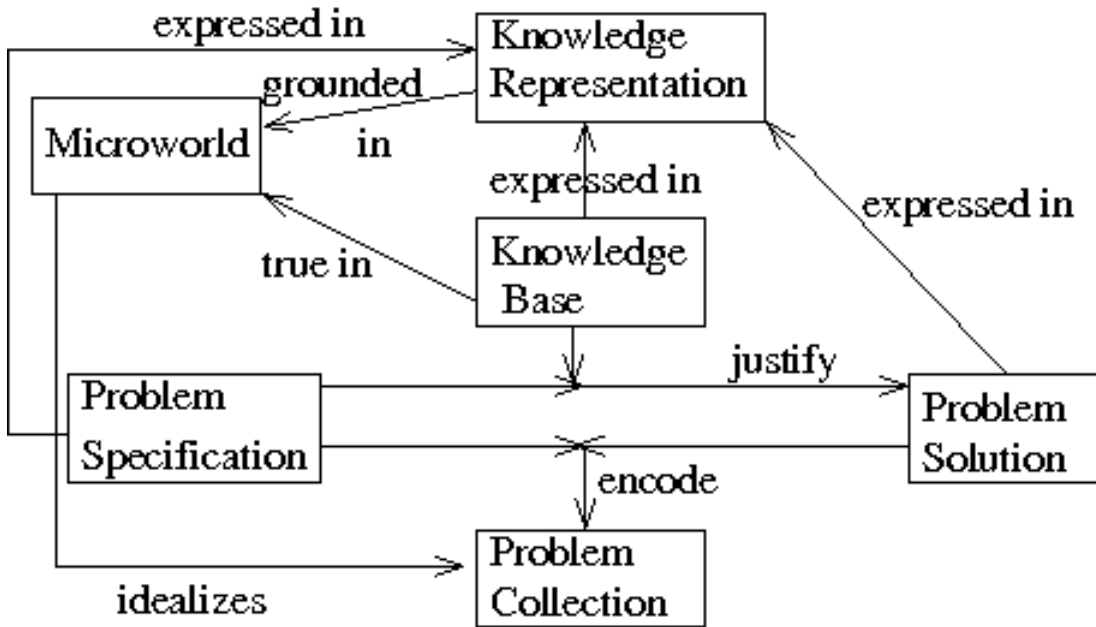 expressed in
Knowledge
Representation
grounded
in
Microworld
expressed in
expressed in
Knowledge
Base
true in
justify
Problem
Specification
Problem
Solution
encode
Problem
Collection
idealizes